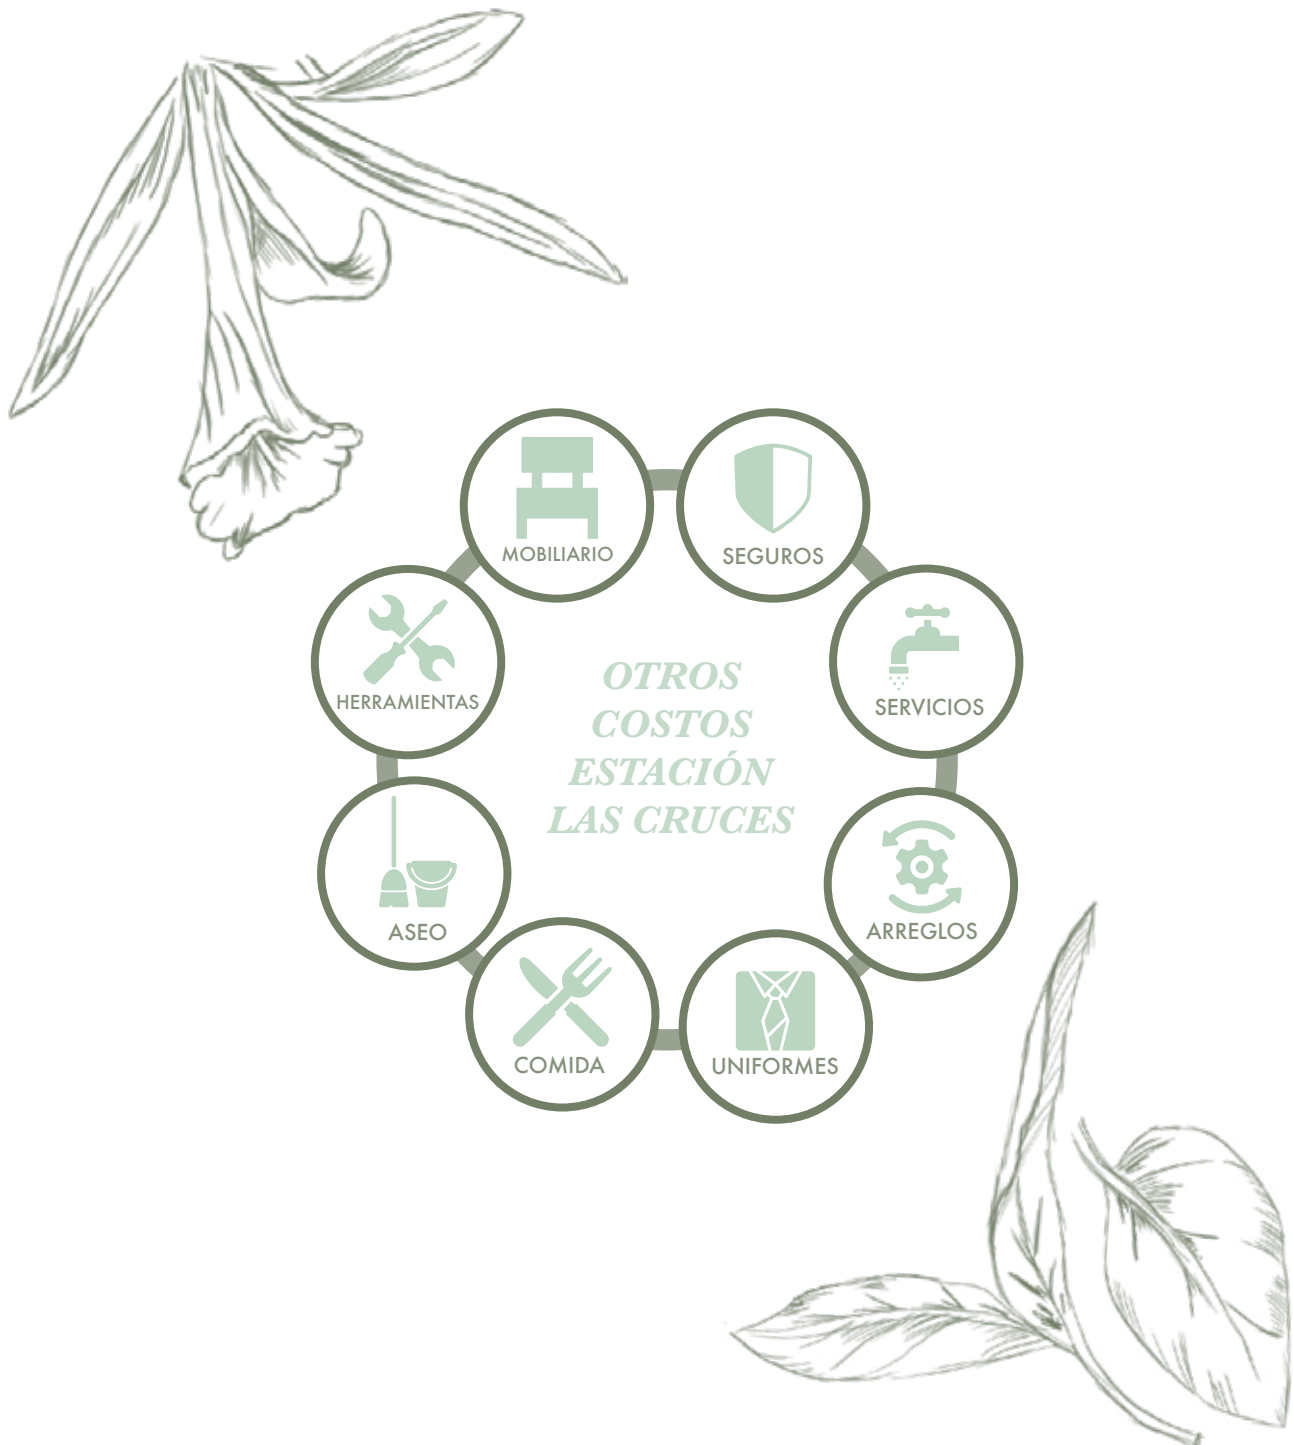 MOBILIARIO
SEGUROS
HERRAMIENTAS
SERVICIOS
OTROS
COSTOS
ESTACIÓN
LAS CRUCES
ASEO
ARREGLOS
COMIDA
UNIFORMES